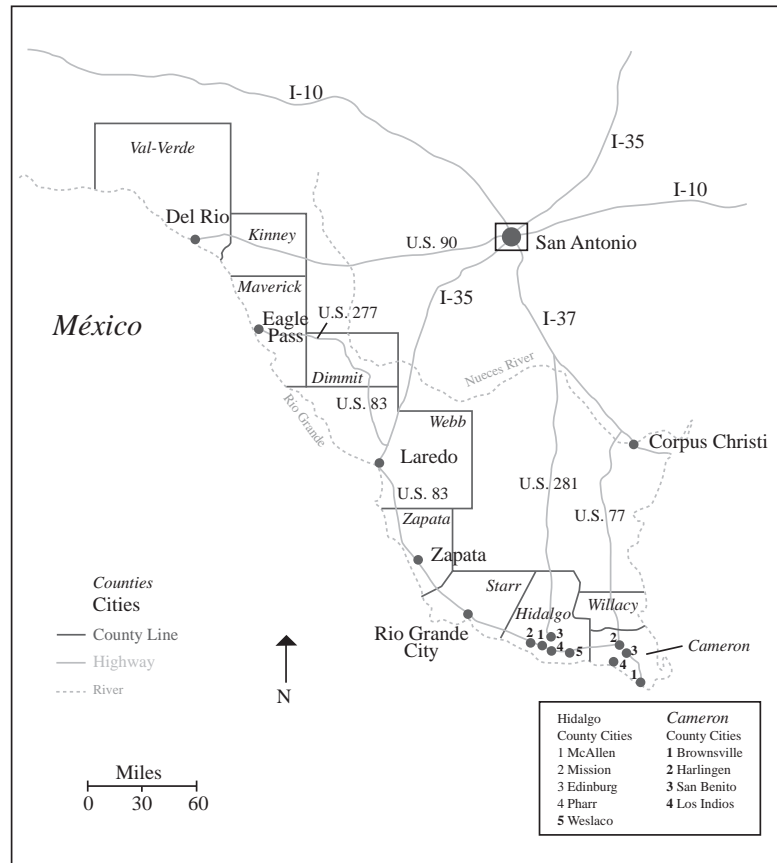 I-10
I-35
Val-Verde
I-10
Del Rio
Kinney
U.S. 90
San Antonio
Maverick
I-35
México
Eagle
Pass
U.S. 277
I-37
Nueces River
Dimmit
Rio Grande
U.S. 83
Webb
Corpus Christi
Laredo
U.S. 281
U.S. 83
U.S. 77
Zapata
Zapata
Counties
Cities
County Line
Highway
River
Starr
Hidalgo
Willacy
Rio Grande
City
2 1 3
4 5
2
3
4
1
Cameron
N
Miles
0 30 60
Hidalgo
County Cities
1 McAllen
2 Mission
3 Edinburg
4 Pharr
5 Weslaco
Cameron
County Cities
1 Brownsville
2 Harlingen
3 San Benito
4 Los Indios